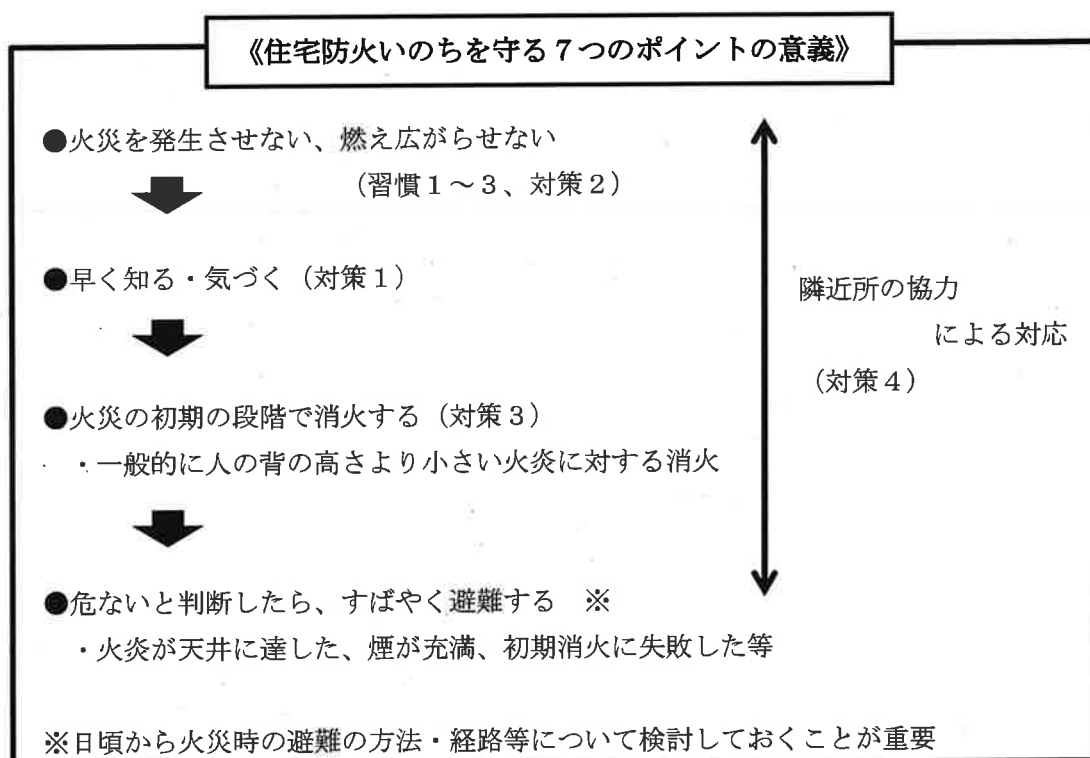 《住宅防火いのちを守る7つのポイントの意義》
●火災を発生させない、燃え広がらせない
(習慣1～3、対策2)
●早く知る・気づく(対策1)
隣近所の協力
による対応
(対策4)
●火災の初期の段階で消火する(対策3)
・一般的に人の背の高さより小さい火炎に対する消火
●危ないと判断したら、すばやく避難する ※
・火炎が天井に達した、煙が充満、初期消火に失敗した等
※日頃から火災時の避難の方法・経路等について検討しておくことが重要